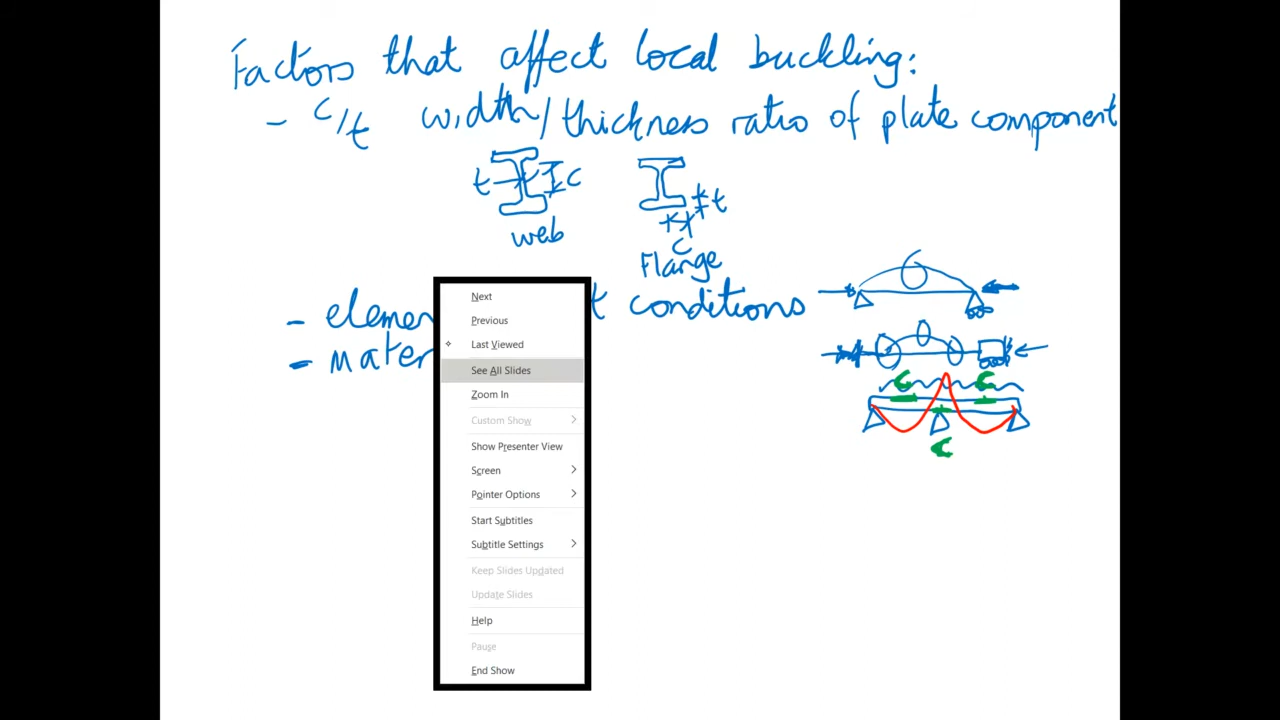 Factors that affect local buckling:
- c/t width/thickness ratio of plate component
t c t
web c
Flange
- elemen t conditions
- mater
C C
C
Next
Previous
Last Viewed
See All Slides
Zoom In
Custom Show
Show Presenter View
Screen
Pointer Options
Start Subtitles
Subtitle Settings
Keep Slides Updated
Update Slides
Help
Pause
End Show